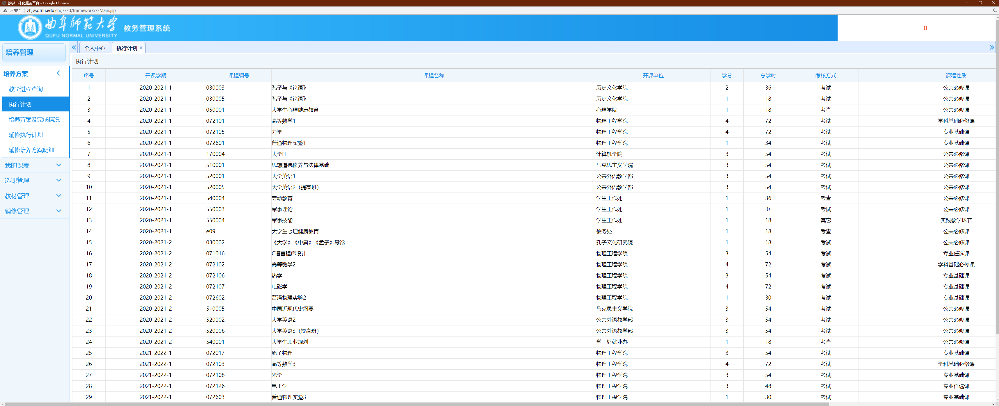 教学一体化服务平台 - Google Chrome
不安全 | zhjw.qfnu.edu.cn/jsxsd/framework/xsMain.jsp
曲阜师范大学 教务管理系统 0
QUFU NORMAL UNIVERSITY
培养管理
个人中心 执行计划
执行计划
培养方案
教学进程查询
执行计划
培养方案及完成情况
辅修执行计划
辅修培养方案明细
我的课表
选课管理
教材管理
辅修管理
序号 开课学期 课程编号 课程名称 开课单位 学分 总学时 考核方式 课程性质
1 2020-2021-1 030003 孔子与《论语》 历史文化学院 2 36 考试 公共必修课
2 2020-2021-1 030005 孔子与《论语》 历史文化学院 1 18 考试 公共必修课
3 2020-2021-1 050001 大学生心理健康教育 心理学院 1 18 考查 公共必修课
4 2020-2021-1 072101 高等数学1 物理工程学院 4 72 考试 学科基础必修课
5 2020-2021-1 072105 力学 物理工程学院 4 72 考试 专业基础课
6 2020-2021-1 072601 普通物理实验1 物理工程学院 1 34 考试 专业基础课
7 2020-2021-1 170004 大学IT 计算机学院 3 54 考试 公共必修课
8 2020-2021-1 510001 思想道德修养与法律基础 马克思主义学院 3 54 考试 公共必修课
9 2020-2021-1 520001 大学英语1 公共外语教学部 3 54 考试 公共必修课
10 2020-2021-1 520005 大学英语2（提高班） 公共外语教学部 3 54 考试 公共必修课
11 2020-2021-1 540004 劳动教育 学生工作处 1 36 考查 公共必修课
12 2020-2021-1 550003 军事理论 学生工作处 1 0 考试 公共必修课
13 2020-2021-1 550004 军事技能 学生工作处 1 18 其它 实践教学环节
14 2020-2021-1 e09 大学生心理健康教育 教务处 1 18 考查 公共必修课
15 2020-2021-2 030002 《大学》《中庸》《孟子》导论 孔子文化研究院 1 18 考试 公共必修课
16 2020-2021-2 071016 C语言程序设计 物理工程学院 3 54 考试 专业任选课
17 2020-2021-2 072102 高等数学2 物理工程学院 4 72 考试 学科基础必修课
18 2020-2021-2 072106 热学 物理工程学院 3 54 考试 专业基础课
19 2020-2021-2 072107 电磁学 物理工程学院 4 72 考试 专业基础课
20 2020-2021-2 072602 普通物理实验2 物理工程学院 1 30 考试 专业基础课
21 2020-2021-2 510005 中国近现代史纲要 马克思主义学院 3 54 考试 公共必修课
22 2020-2021-2 520002 大学英语2 公共外语教学部 3 54 考试 公共必修课
23 2020-2021-2 520006 大学英语3（提高班） 公共外语教学部 3 54 考试 公共必修课
24 2020-2021-2 540001 大学生职业规划 学工处就业办 1 18 考查 公共必修课
25 2021-2022-1 072017 原子物理 物理工程学院 3 54 考试 专业基础课
26 2021-2022-1 072103 高等数学3 物理工程学院 4 72 考试 学科基础必修课
27 2021-2022-1 072108 光学 物理工程学院 3 54 考试 专业基础课
28 2021-2022-1 072126 电工学 物理工程学院 3 48 考试 专业任选课
29 2021-2022-1 072603 普通物理实验3 物理工程学院 1 30 考试 专业基础课